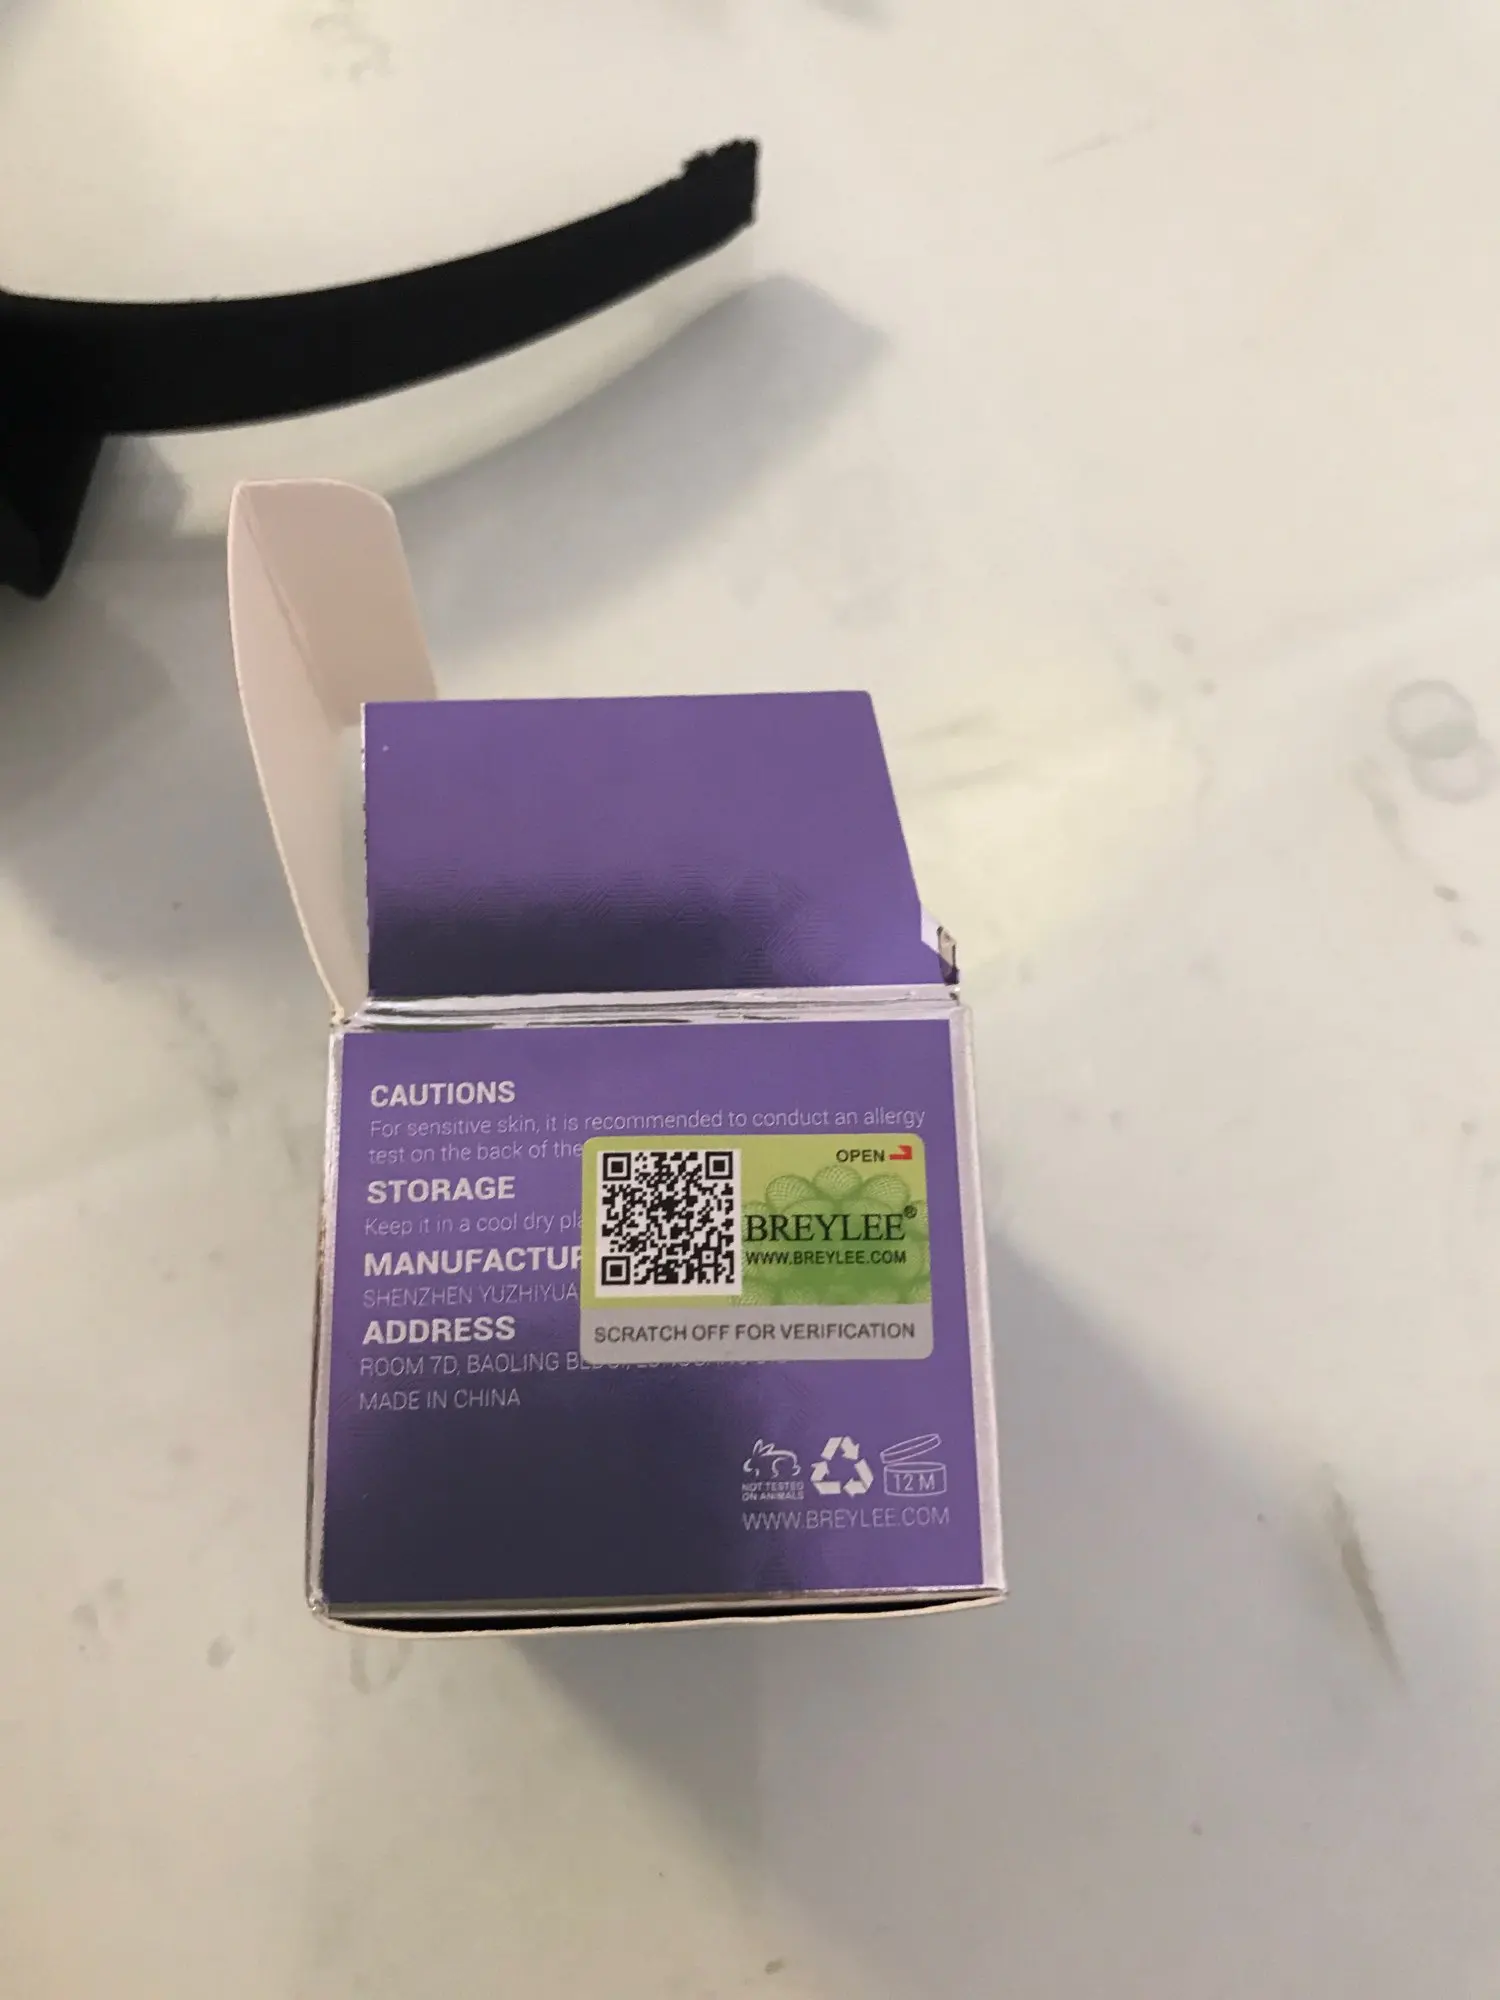 CAUTIONS
For sensitive skin, it is recommended to conduct an allergy
test on the back of the
STORAGE
Keep it in a cool dry
SHENZHEN
ADDRESS
ROOM 7D, BAOLING
MADE IN CHINA
OPEN
BREYLEE®
WWW.BREYLEE.COM
SCRATCH OFF FOR VERIFICATION
NOT TESTED
ON ANIMALS
12 M
WWW.BREYLEE.COM